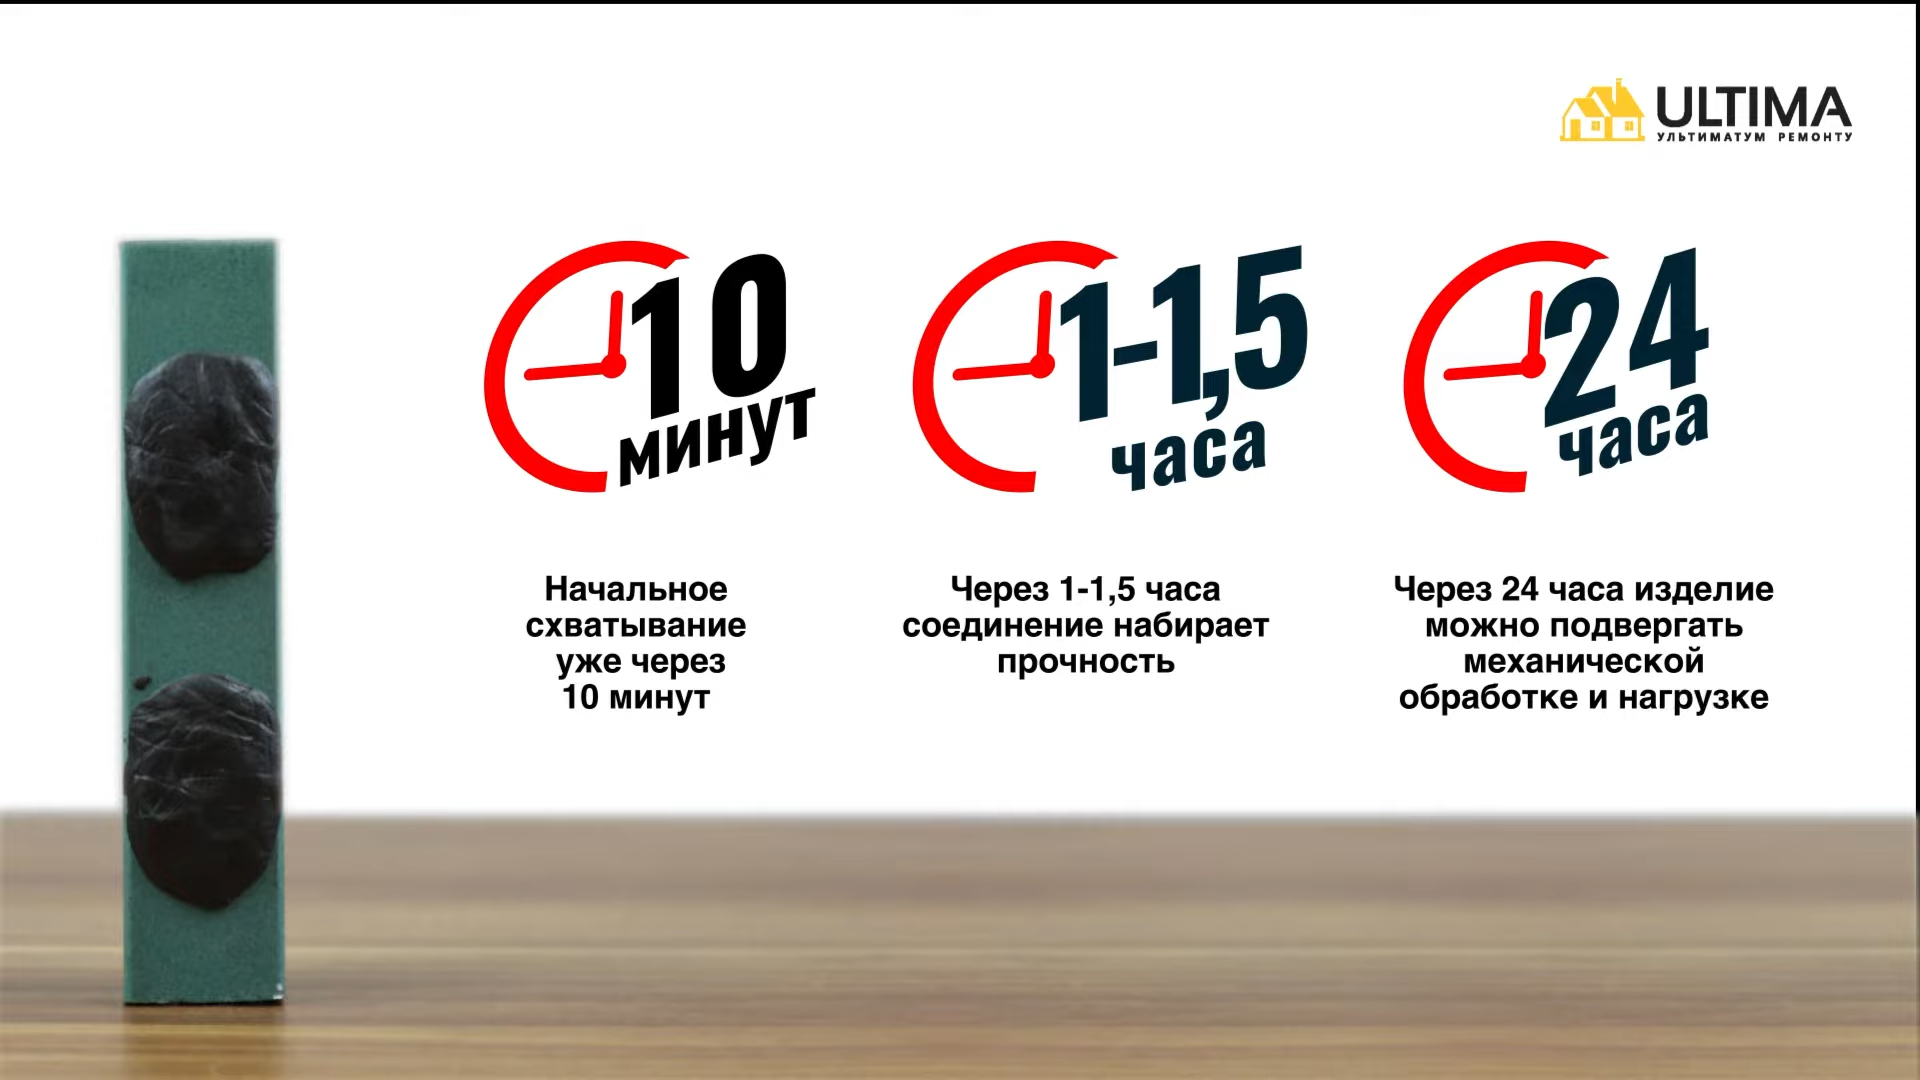 ULTIMA
УЛЬТИМАТУМ РЕМОНТУ
10
минут
1-1,5
часа
24
часа
Начальное
схватывание
уже через
10 минут
Через 1-1,5 часа
соединение набирает
прочность
Через 24 часа изделие
можно подвергать
механической
обработке и нагрузке